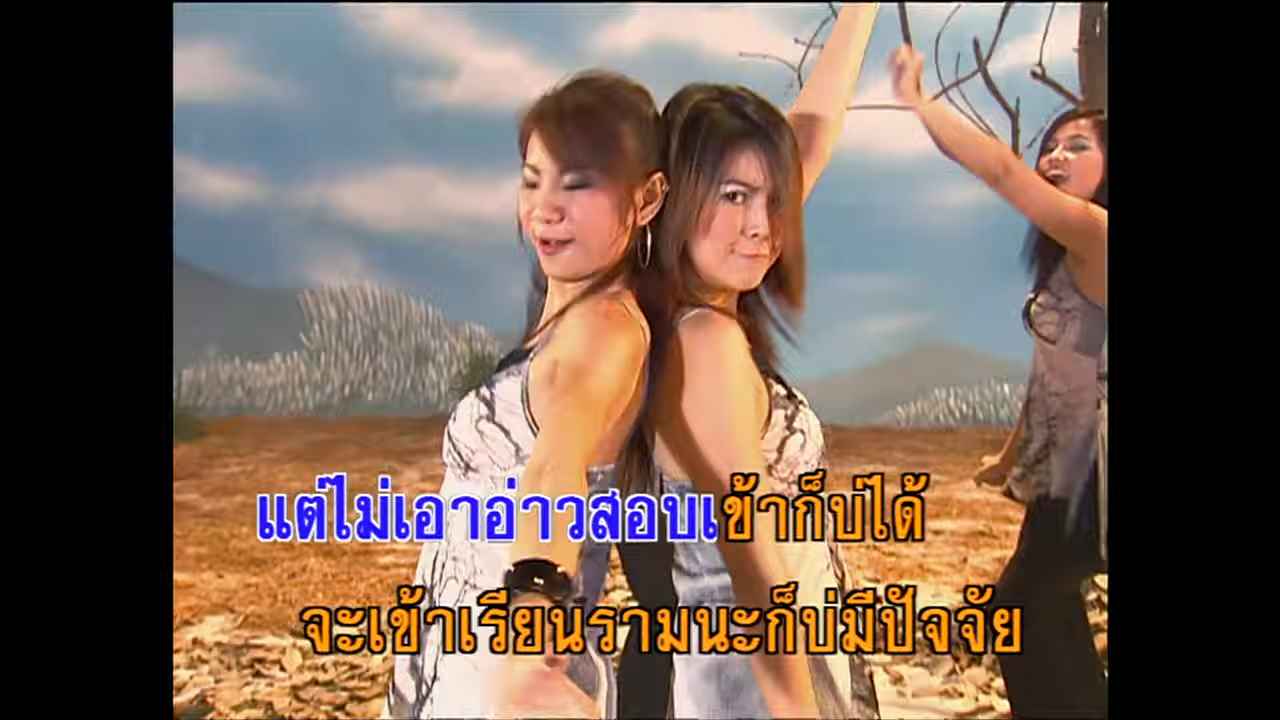 แต่ไม่เอาอ่าวสอบเข้าก็บ่ได้
จะเข้าเรียนรามนะก็บ่มีปัจจัย